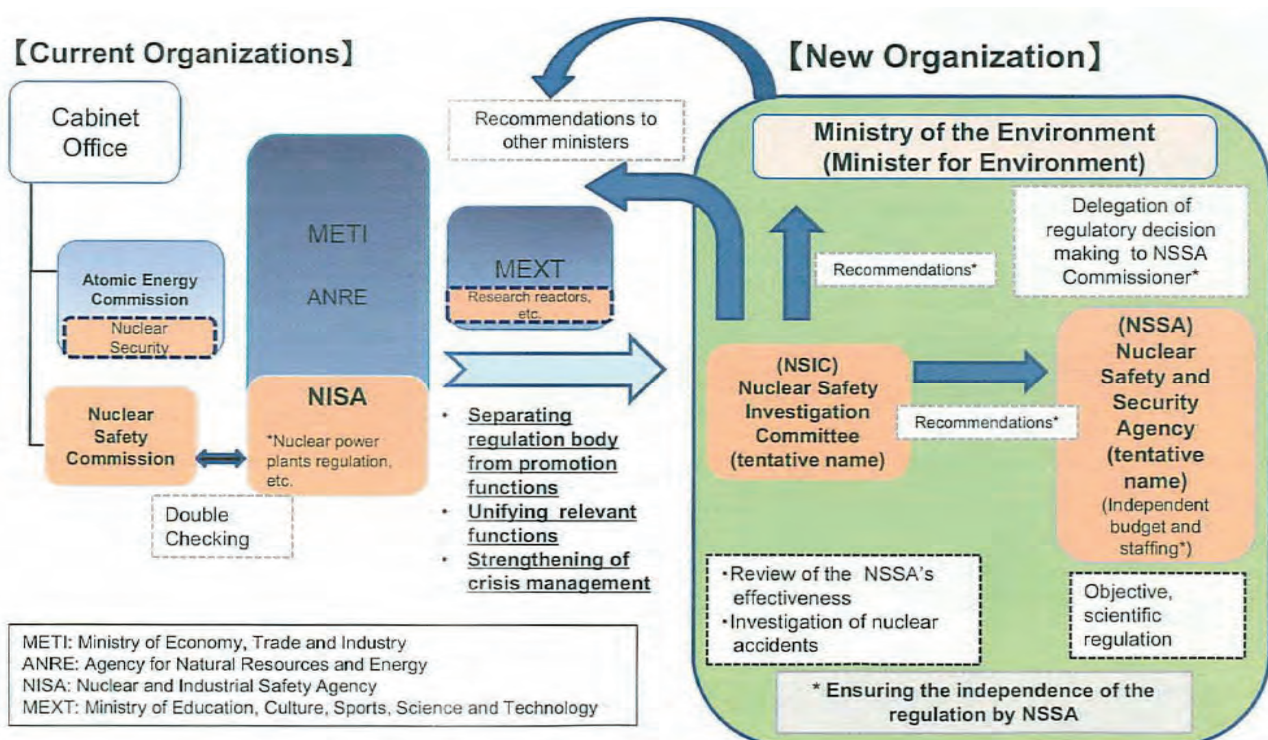 【Current Organizations】
Cabinet
Office
Atomic Energy
Commission
Nuclear
Security
Nuclear
Safety
Commission
METI
ANRE
NISA
*Nuclear power
plants regulation,
etc.
Double
Checking
MEXT
Research reactors,
etc.
Recommendations to
other ministers
• Separating
regulation body
from promotion
functions
• Unifying relevant
functions
• Strengthening of
crisis management
METI: Ministry of Economy, Trade and Industry
ANRE: Agency for Natural Resources and Energy
NISA: Nuclear and Industrial Safety Agency
MEXT: Ministry of Education, Culture, Sports, Science and Technology
【New Organization】
Ministry of the Environment
(Minister for Environment)
Delegation of
regulatory decision
making to NSSA
Commissioner*
Recommendations*
(NSIC)
Nuclear Safety
Investigation
Committee
(tentative name)
Recommendations*
(NSSA)
Nuclear
Safety and
Security
Agency
(tentative
name)
(Independent
budget and
staffing*)
・Review of the NSSA's
effectiveness
・Investigation of nuclear
accidents
Objective,
scientific
regulation
* Ensuring the independence of the
regulation by NSSA